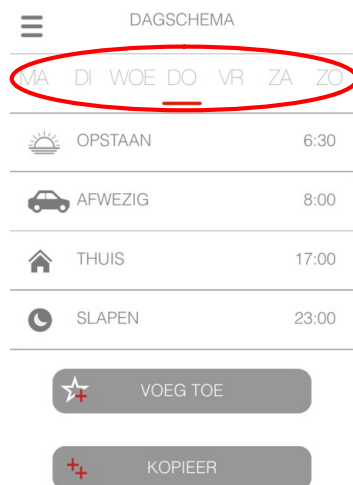 DAGSCHEMA
MA DI WOE DO VR ZA ZO
OPSTAAN 6:30
AFWEZIG 8:00
THUIS 17:00
SLAPEN 23:00
VOEG TOE
KOPIEER